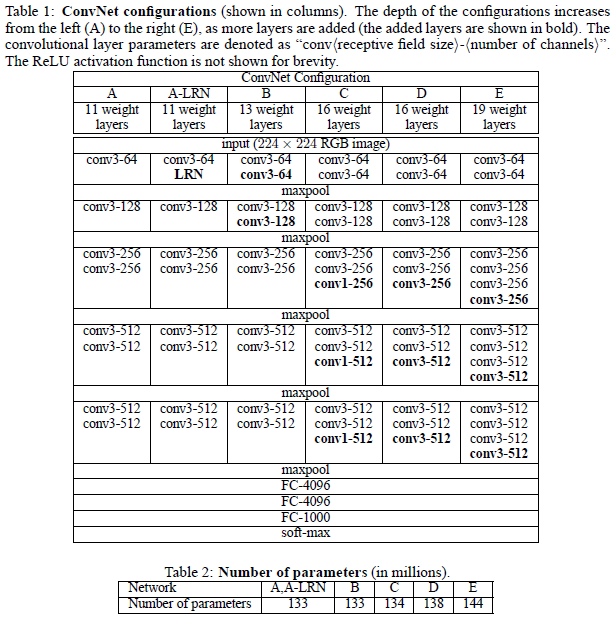 Table 1: ConvNet configurations (shown in columns). The depth of the configurations increases
from the left (A) to the right (E), as more layers are added (the added layers are shown in bold). The
convolutional layer parameters are denoted as “conv⟨receptive field size⟩-⟨number of channels⟩”.
The ReLU activation function is not shown for brevity.
ConvNet Configuration
A A-LRN B C D E
11 weight 11 weight 13 weight 16 weight 16 weight 19 weight
layers layers layers layers layers layers
input (224 × 224 RGB image)
conv3-64 conv3-64 conv3-64 conv3-64 conv3-64 conv3-64
LRN conv3-64 conv3-64 conv3-64 conv3-64
maxpool
conv3-128 conv3-128 conv3-128 conv3-128 conv3-128 conv3-128
conv3-128 conv3-128 conv3-128 conv3-128
maxpool
conv3-256 conv3-256 conv3-256 conv3-256 conv3-256 conv3-256
conv3-256 conv3-256 conv3-256 conv3-256 conv3-256 conv3-256
conv1-256 conv3-256 conv3-256
conv3-256
maxpool
conv3-512 conv3-512 conv3-512 conv3-512 conv3-512 conv3-512
conv3-512 conv3-512 conv3-512 conv3-512 conv3-512 conv3-512
conv1-512 conv3-512 conv3-512
conv3-512
maxpool
conv3-512 conv3-512 conv3-512 conv3-512 conv3-512 conv3-512
conv3-512 conv3-512 conv3-512 conv3-512 conv3-512 conv3-512
conv1-512 conv3-512 conv3-512
conv3-512
maxpool
FC-4096
FC-4096
FC-1000
soft-max
Table 2: Number of parameters (in millions).
Network A,A-LRN B C D E
Number of parameters 133 133 134 138 144